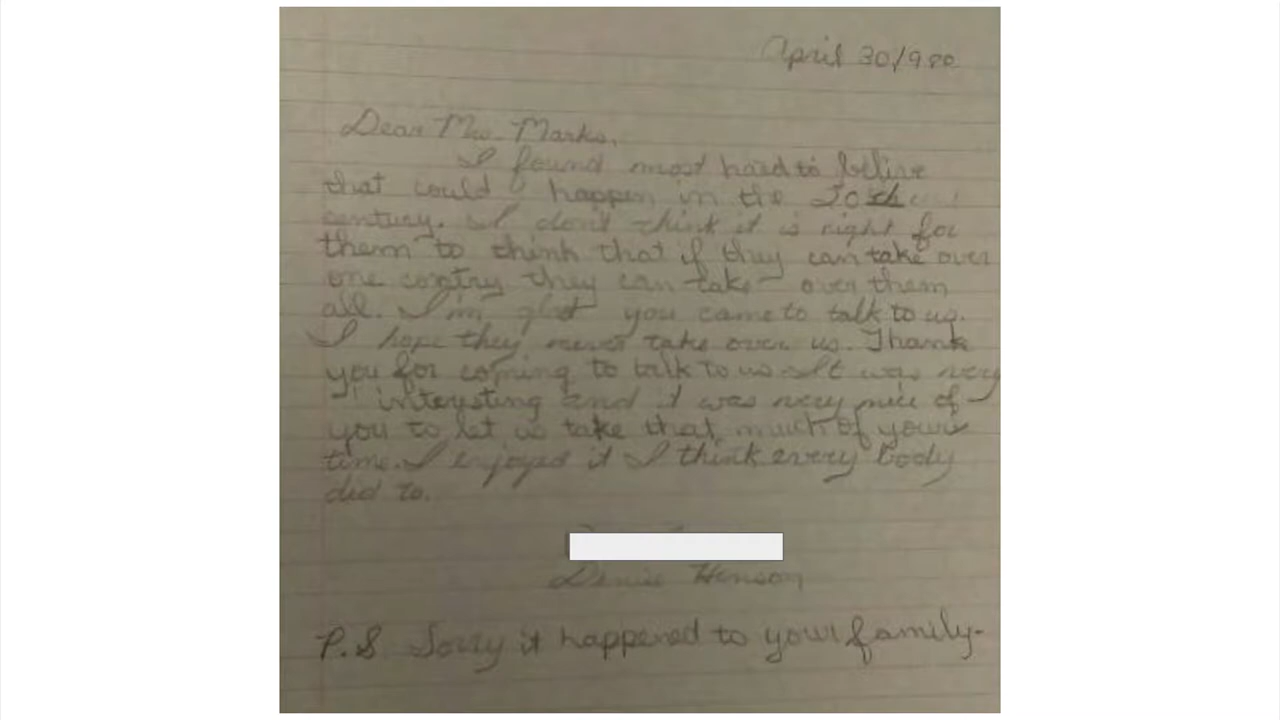 April 30/980
Dear Mrs. Marks,
I found most hard to belive
that could happen in the 20th
century. I don't think it is right for
them to think that if they can take over
one contry they can take over them
all. I'm glad you came to talk to us.
I hope they never take over us. Thank
you for coming to talk to us. It was very
interysting and it was very nice of
you to let us take that much of your
time. I enjoyed it I think every body
did to.
Denise Henson
P.S. Sorry it happened to your family.